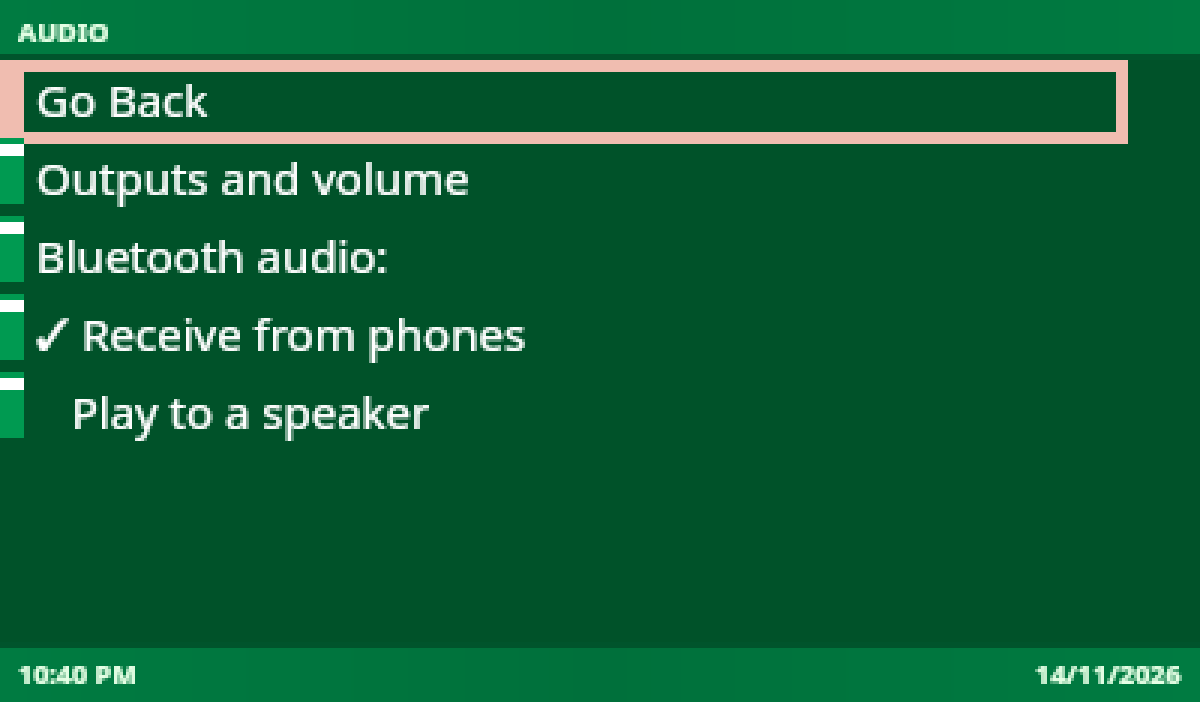 AUDIO
Go Back
Outputs and volume
Bluetooth audio:
✓ Receive from phones
Play to a speaker
10:40 PM
14/11/2026